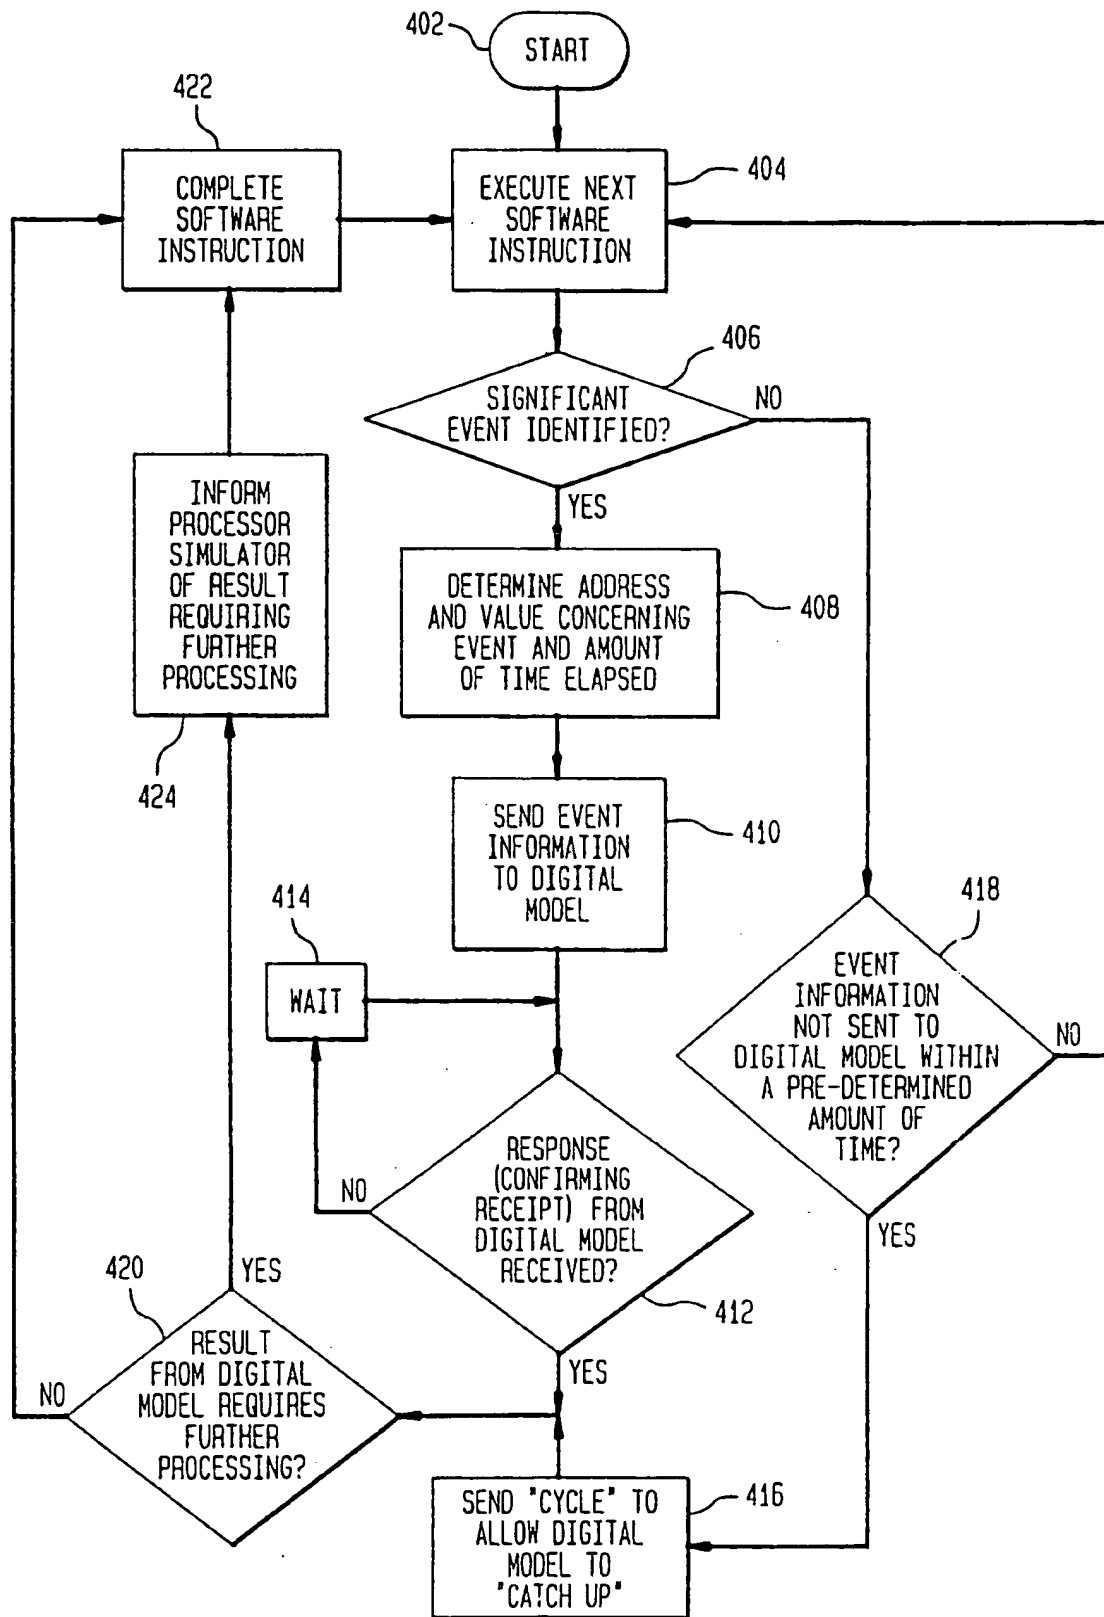 402
START
422
COMPLETE
SOFTWARE
INSTRUCTION
EXECUTE NEXT
SOFTWARE
INSTRUCTION
404
406
SIGNIFICANT
EVENT IDENTIFIED?
NO
YES
INFORM
PROCESSOR
SIMULATOR
OF RESULT
REQUIRING
FURTHER
PROCESSING
424
DETERMINE ADDRESS
AND VALUE CONCERNING
EVENT AND AMOUNT
OF TIME ELAPSED
408
SEND EVENT
INFORMATION
TO DIGITAL
MODEL
410
414
WAIT
418
EVENT
INFORMATION
NOT SENT TO
DIGITAL MODEL WITHIN
A PRE-DETERMINED
AMOUNT OF
TIME?
NO
YES
RESPONSE
(CONFIRMING
RECEIPT) FROM
DIGITAL MODEL
RECEIVED?
NO
412
YES
420
YES
RESULT
FROM DIGITAL
MODEL REQUIRES
FURTHER
PROCESSING?
NO
SEND "CYCLE" TO
ALLOW DIGITAL
MODEL TO
"CATCH UP"
416